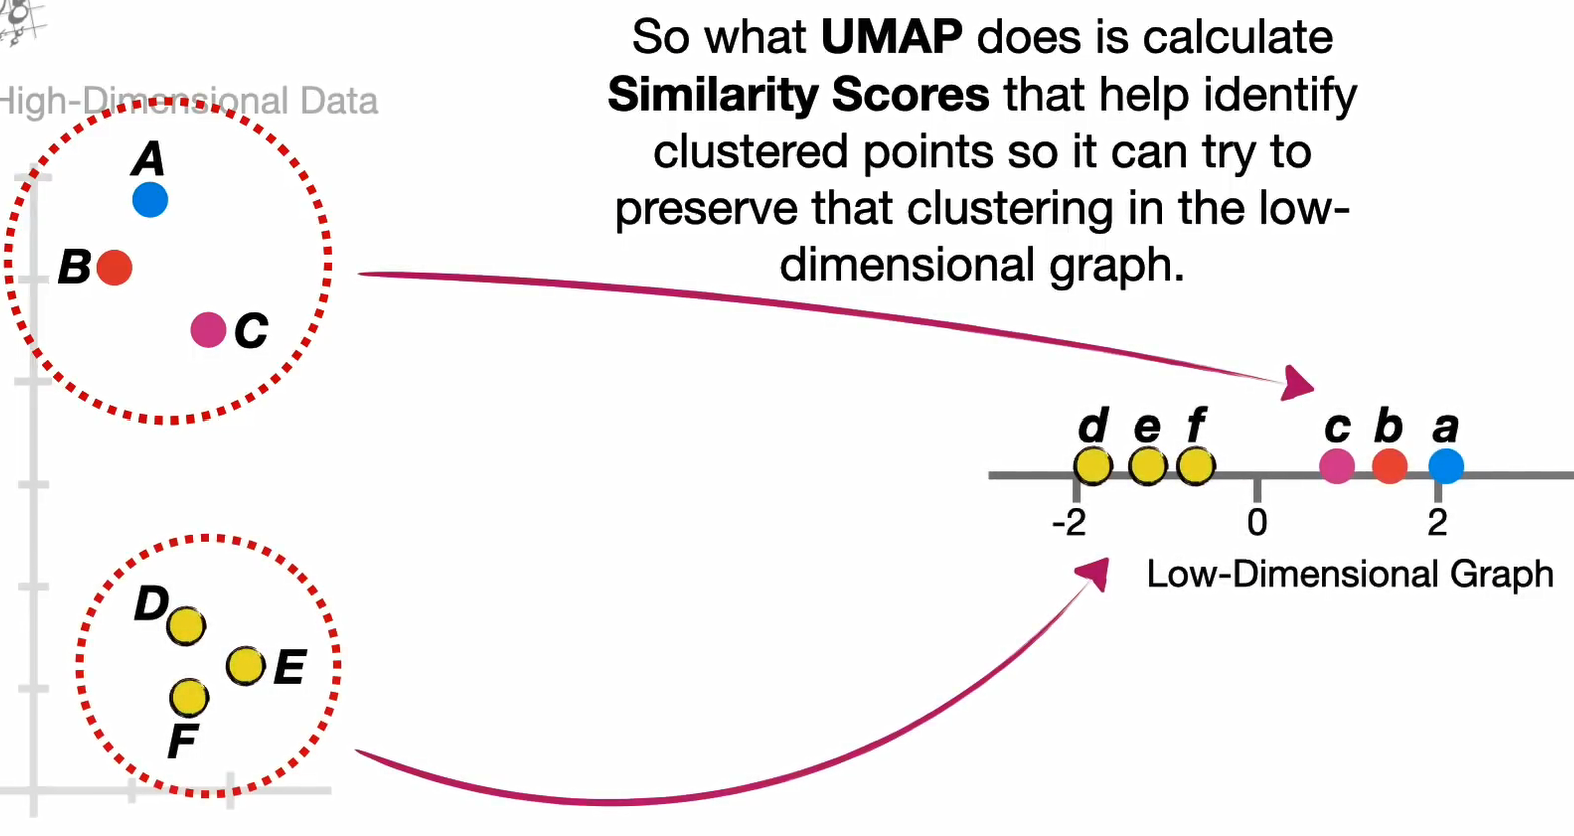 So what UMAP does is calculate
Similarity Scores that help identify
clustered points so it can try to
preserve that clustering in the low-
dimensional graph.
High-Dimensional Data
A
B
C
D
E
F
d e f c b a
-2 0 2
Low-Dimensional Graph